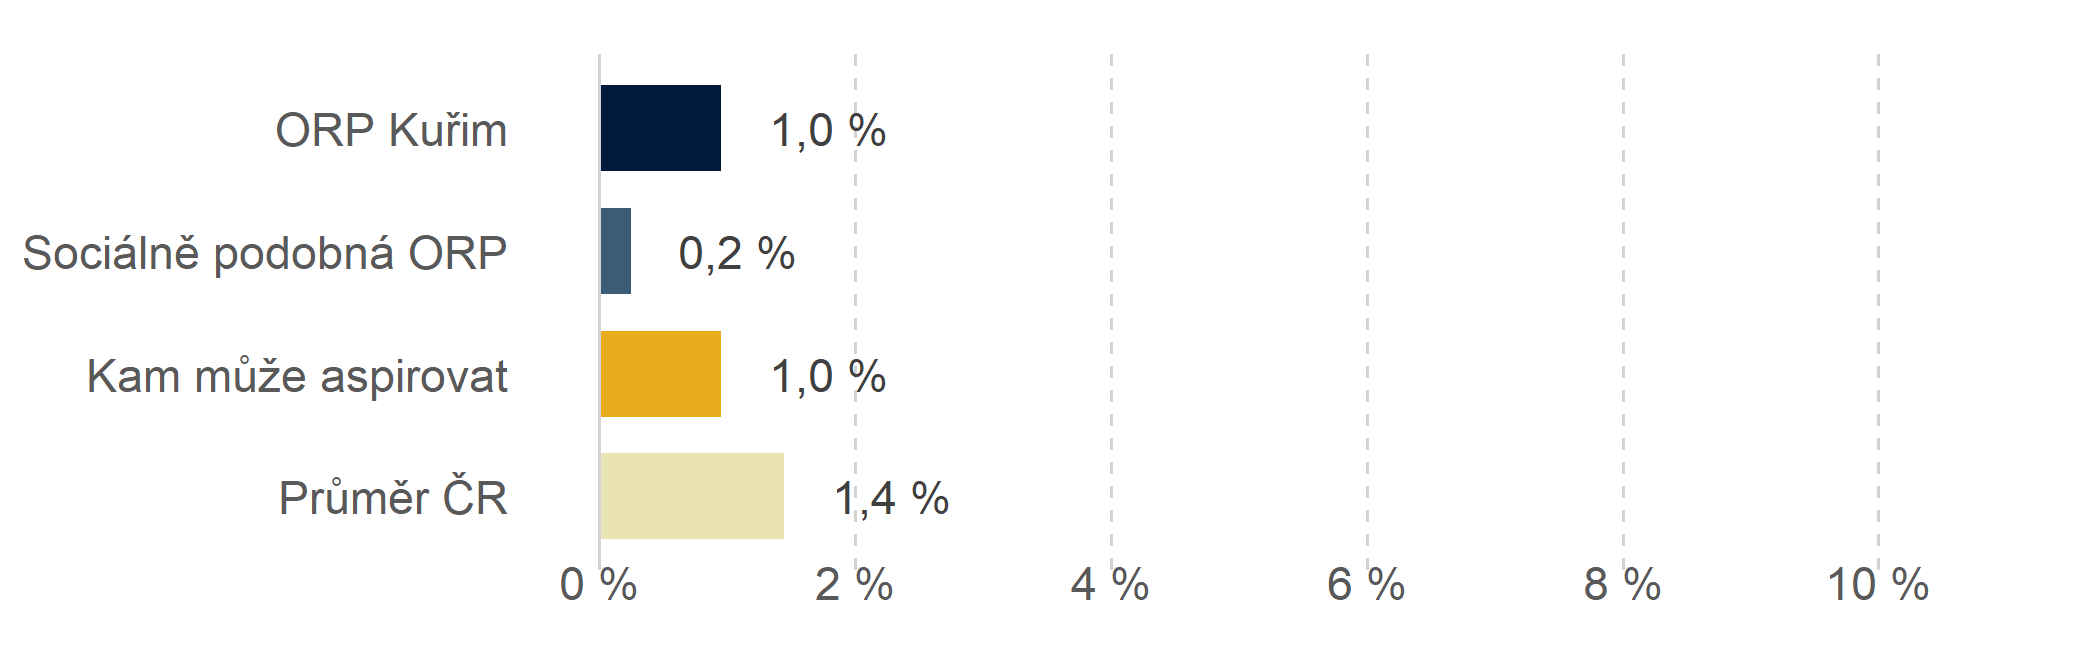 ORP Kuřim 1,0 %
Sociálně podobná ORP 0,2 %
Kam může aspirovat 1,0 %
Průměr ČR 1,4 %
0 % 2 % 4 % 6 % 8 % 10 %